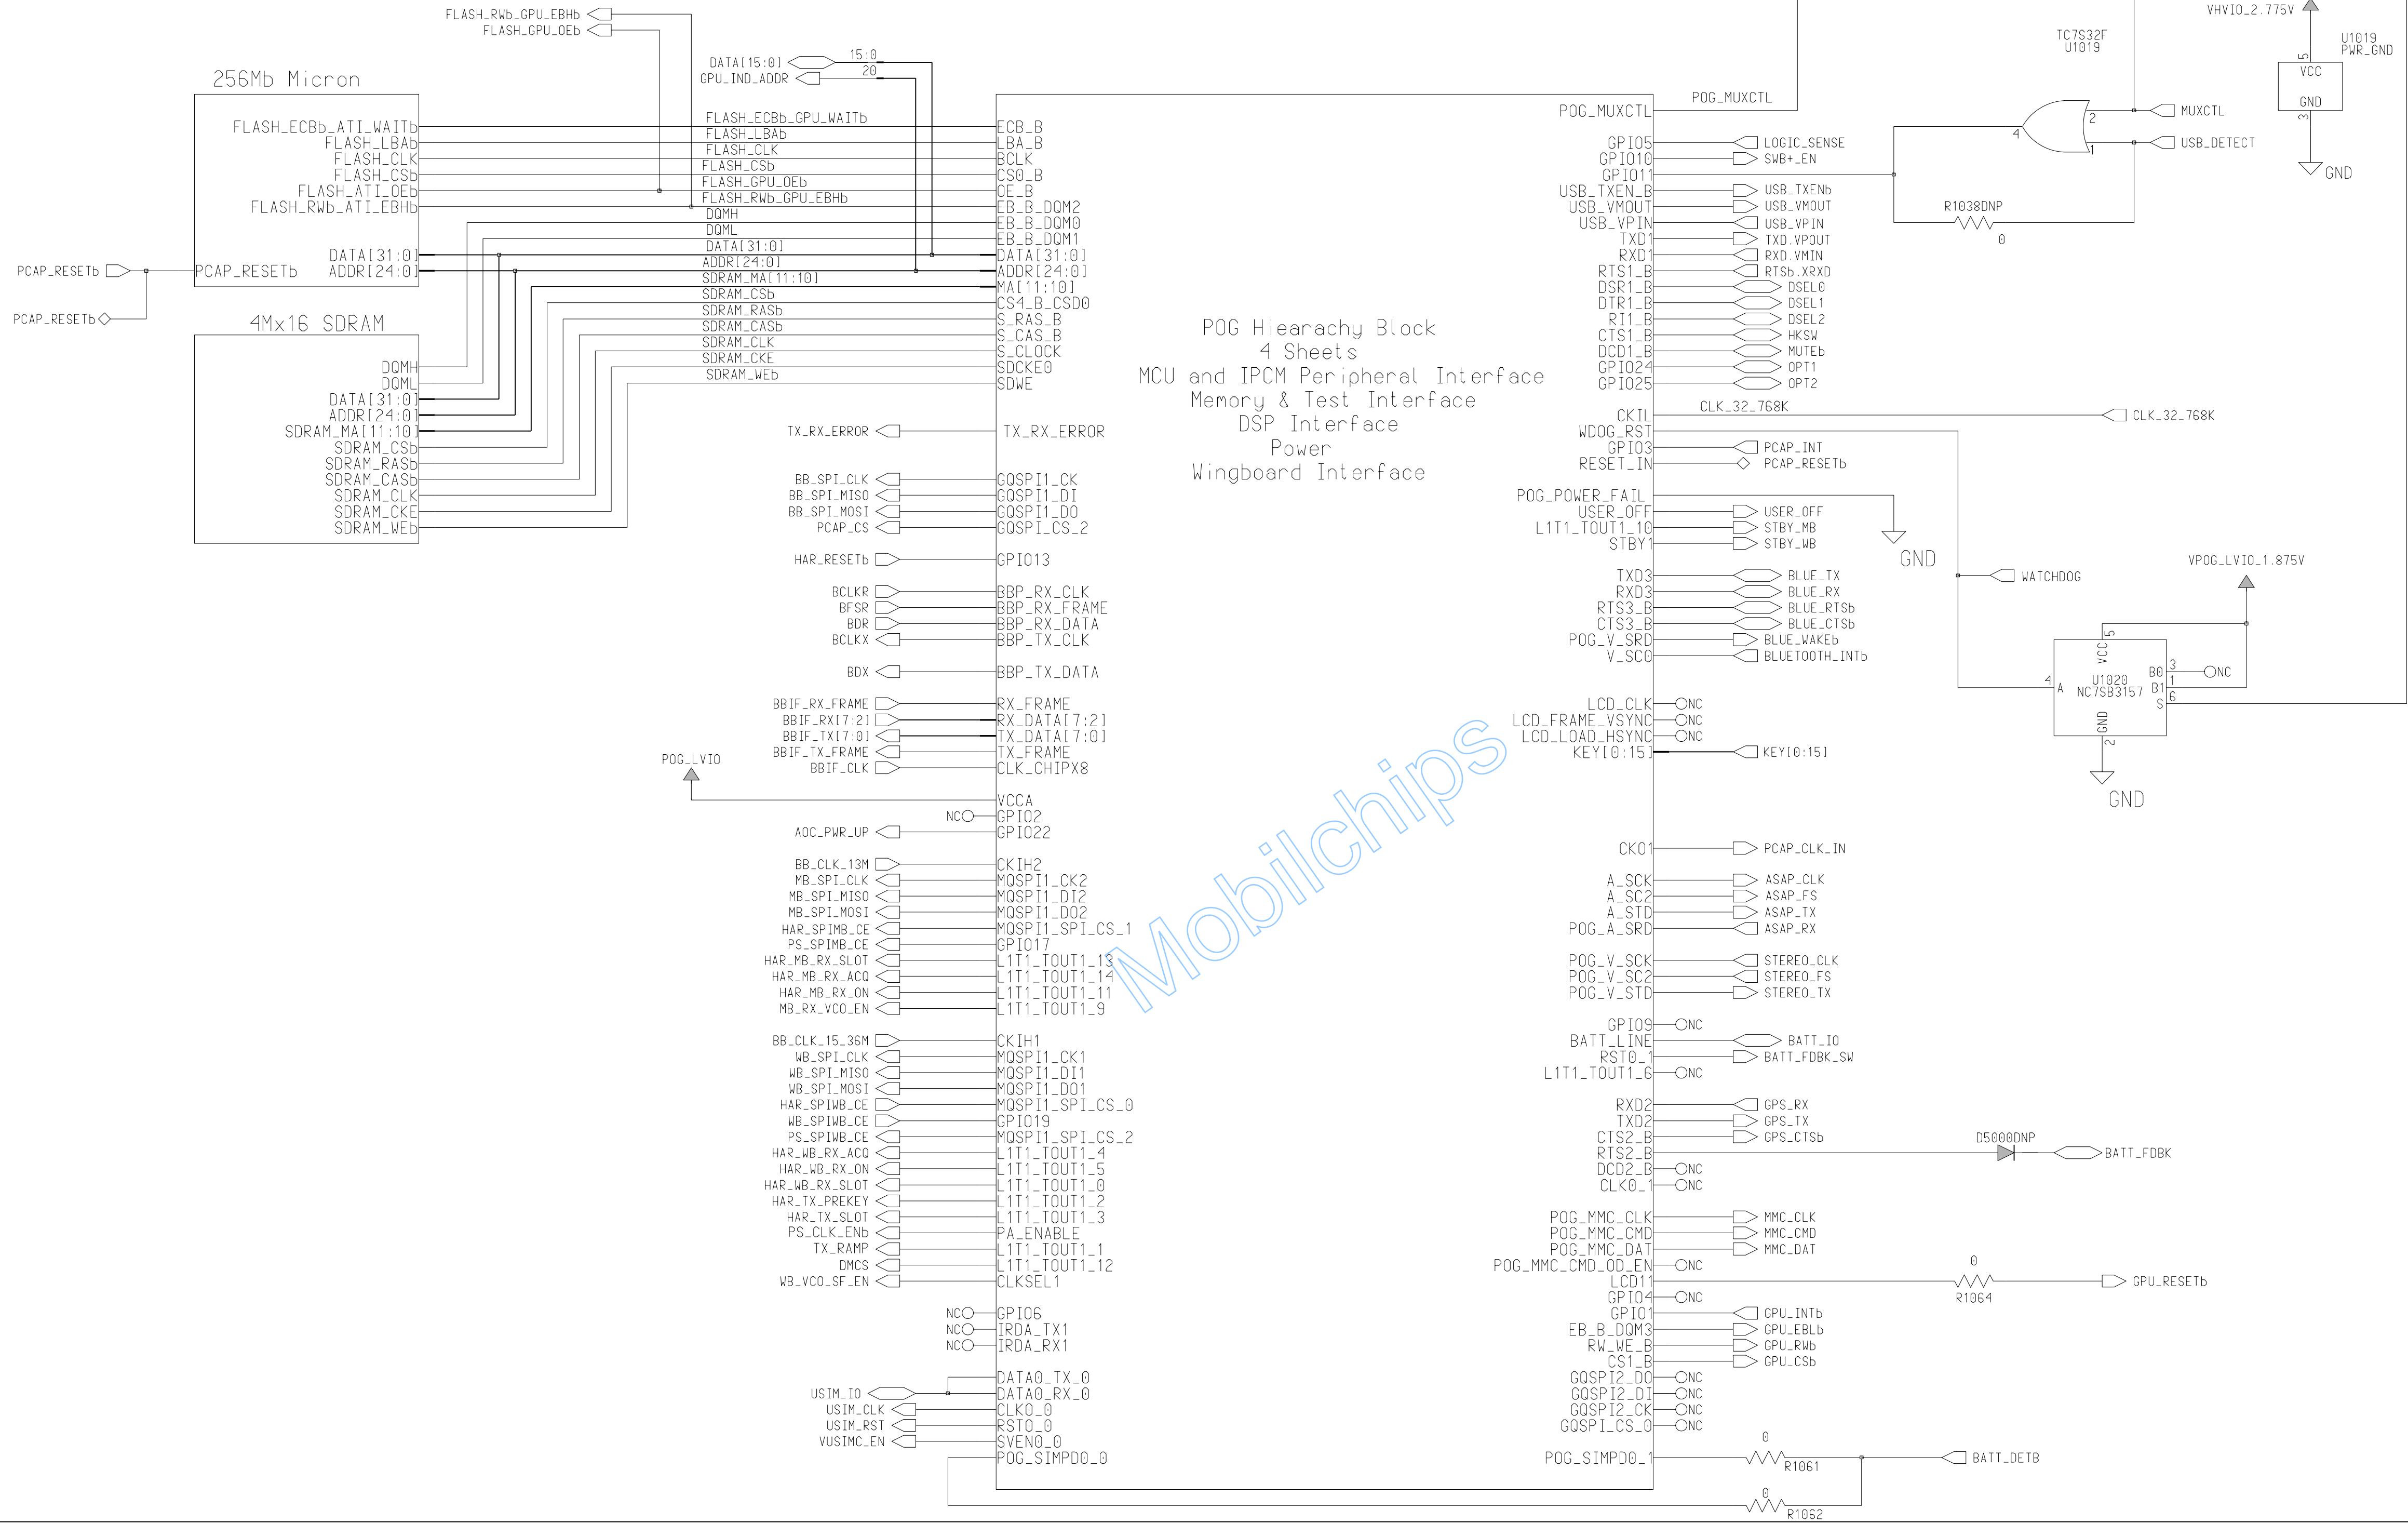 FLASH_RWb_GPU_EBHb
FLASH_GPU_OEb
DATA[15:0]
15:0
GPU_IND_ADDR
20
VHVIO_2.775V
TC7S32F
U1019
U1019
PWR_GND
5
VCC
GND
3
GND
256Mb Micron
FLASH_ECBb_ATI_WAITb
FLASH_LBAb
FLASH_CLK
FLASH_CSb
FLASH_ATI_OEb
FLASH_RWb_ATI_EBHb
DATA[31:0]
PCAP_RESETb
ADDR[24:0]
PCAP_RESETb
PCAP_RESETb
4Mx16 SDRAM
DQMH
DQML
DATA[31:0]
ADDR[24:0]
SDRAM_MA[11:10]
SDRAM_CSb
SDRAM_RASb
SDRAM_CASb
SDRAM_CLK
SDRAM_CKE
SDRAM_WEb
FLASH_ECBb_GPU_WAITb
FLASH_LBAb
FLASH_CLK
FLASH_CSb
FLASH_GPU_OEb
FLASH_RWb_GPU_EBHb
DQMH
DQML
DATA[31:0]
ADDR[24:0]
SDRAM_MA[11:10]
SDRAM_CSb
SDRAM_RASb
SDRAM_CASb
SDRAM_CLK
SDRAM_CKE
SDRAM_WEb
ECB_B
LBA_B
BCLK
CS0_B
OE_B
EB_B_DQM2
EB_B_DQM0
EB_B_DQM1
DATA[31:0]
ADDR[24:0]
MA[11:10]
CS4_B_CSD0
S_RAS_B
S_CAS_B
S_CLOCK
SDCKE0
SDWE
TX_RX_ERROR
TX_RX_ERROR
BB_SPI_CLK
GQSPI1_CK
BB_SPI_MISO
GQSPI1_DI
BB_SPI_MOSI
GQSPI1_DO
PCAP_CS
GQSPI_CS_2
HAR_RESETb
GPIO13
BCLKR
BBP_RX_CLK
BFSR
BBP_RX_FRAME
BDR
BBP_RX_DATA
BCLKX
BBP_TX_CLK
BDX
BBP_TX_DATA
BBIF_RX_FRAME
RX_FRAME
BBIF_RX[7:2]
RX_DATA[7:2]
BBIF_TX[7:0]
TX_DATA[7:0]
BBIF_TX_FRAME
TX_FRAME
BBIF_CLK
CLK_CHIPX8
POG_LVIO
VCCA
NC
GPIO2
AOC_PWR_UP
GPIO22
BB_CLK_13M
CKIH2
MB_SPI_CLK
MQSPI1_CK2
MB_SPI_MISO
MQSPI1_DI2
MB_SPI_MOSI
MQSPI1_DO2
HAR_SPIMB_CE
MQSPI1_SPI_CS_1
PS_SPIMB_CE
GPIO17
HAR_MB_RX_SLOT
L1T1_TOUT1_13
HAR_MB_RX_ACQ
L1T1_TOUT1_14
HAR_MB_RX_ON
L1T1_TOUT1_11
MB_RX_VCO_EN
L1T1_TOUT1_9
BB_CLK_15_36M
CKIH1
WB_SPI_CLK
MQSPI1_CK1
WB_SPI_MISO
MQSPI1_DI1
WB_SPI_MOSI
MQSPI1_DO1
HAR_SPIWB_CE
MQSPI1_SPI_CS_0
WB_SPIWB_CE
GPIO19
PS_SPIWB_CE
MQSPI1_SPI_CS_2
HAR_WB_RX_ACQ
L1T1_TOUT1_4
HAR_WB_RX_ON
L1T1_TOUT1_5
HAR_WB_RX_SLOT
L1T1_TOUT1_0
HAR_TX_PREKEY
L1T1_TOUT1_2
HAR_TX_SLOT
L1T1_TOUT1_3
PS_CLK_ENb
PA_ENABLE
TX_RAMP
L1T1_TOUT1_1
DMCS
L1T1_TOUT1_12
WB_VCO_SF_EN
CLKSEL1
NC
GPIO6
NC
IRDA_TX1
NC
IRDA_RX1
DATA0_TX_0
USIM_IO
DATA0_RX_0
USIM_CLK
CLK0_0
USIM_RST
RST0_0
VUSIMC_EN
SVEN0_0
POG_SIMPD0_0
POG Hiearachy Block
4 Sheets
MCU and IPCM Peripheral Interface
Memory & Test Interface
DSP Interface
Power
Wingboard Interface
Mobilchips
POG_MUXCTL
POG_MUXCTL
GPIO5
LOGIC_SENSE
GPIO10
SWB+_EN
GPIO11
USB_TXEN_B
USB_TXENb
USB_VMOUT
USB_VMOUT
USB_VPIN
USB_VPIN
TXD1
TXD.VPOUT
RXD1
RXD.VMIN
RTS1_B
RTSb.XRXD
DSR1_B
DSEL0
DTR1_B
DSEL1
RI1_B
DSEL2
CTS1_B
HKSW
DCD1_B
MUTEb
GPIO24
OPT1
GPIO25
OPT2
4
2
1
MUXCTL
USB_DETECT
R1038DNP
0
CKIL
CLK_32_768K
CLK_32_768K
WDOG_RST
GPIO3
PCAP_INT
RESET_IN
PCAP_RESETb
POG_POWER_FAIL
USER_OFF
USER_OFF
L1T1_TOUT1_10
STBY_MB
STBY1
STBY_WB
GND
TXD3
BLUE_TX
RXD3
BLUE_RX
RTS3_B
BLUE_RTSb
CTS3_B
BLUE_CTSb
POG_V_SRD
BLUE_WAKEb
V_SC0
BLUETOOTH_INTb
WATCHDOG
VPOG_LVIO_1.875V
5
VCC
4
A
U1020
NC7SB3157
B0
3
NC
B1
1
S
6
GND
2
GND
LCD_CLK
NC
LCD_FRAME_VSYNC
NC
LCD_LOAD_HSYNC
NC
KEY[0:15]
KEY[0:15]
CKO1
PCAP_CLK_IN
A_SCK
ASAP_CLK
A_SC2
ASAP_FS
A_STD
ASAP_TX
POG_A_SRD
ASAP_RX
POG_V_SCK
STEREO_CLK
POG_V_SC2
STEREO_FS
POG_V_STD
STEREO_TX
GPIO9
NC
BATT_LINE
BATT_IO
RST0_1
BATT_FDBK_SW
L1T1_TOUT1_6
NC
RXD2
GPS_RX
TXD2
GPS_TX
CTS2_B
GPS_CTSb
RTS2_B
D5000DNP
BATT_FDBK
DCD2_B
NC
CLK0_1
NC
POG_MMC_CLK
MMC_CLK
POG_MMC_CMD
MMC_CMD
POG_MMC_DAT
MMC_DAT
POG_MMC_CMD_OD_EN
NC
LCD11
0
R1064
GPU_RESETb
GPIO4
NC
GPIO1
GPU_INTb
EB_B_DQM3
GPU_EBLb
RW_WE_B
GPU_RWb
CS1_B
GPU_CSb
GQSPI2_DO
NC
GQSPI2_DI
NC
GQSPI2_CK
NC
GQSPI_CS_0
NC
POG_SIMPD0_1
0
R1061
BATT_DETB
0
R1062